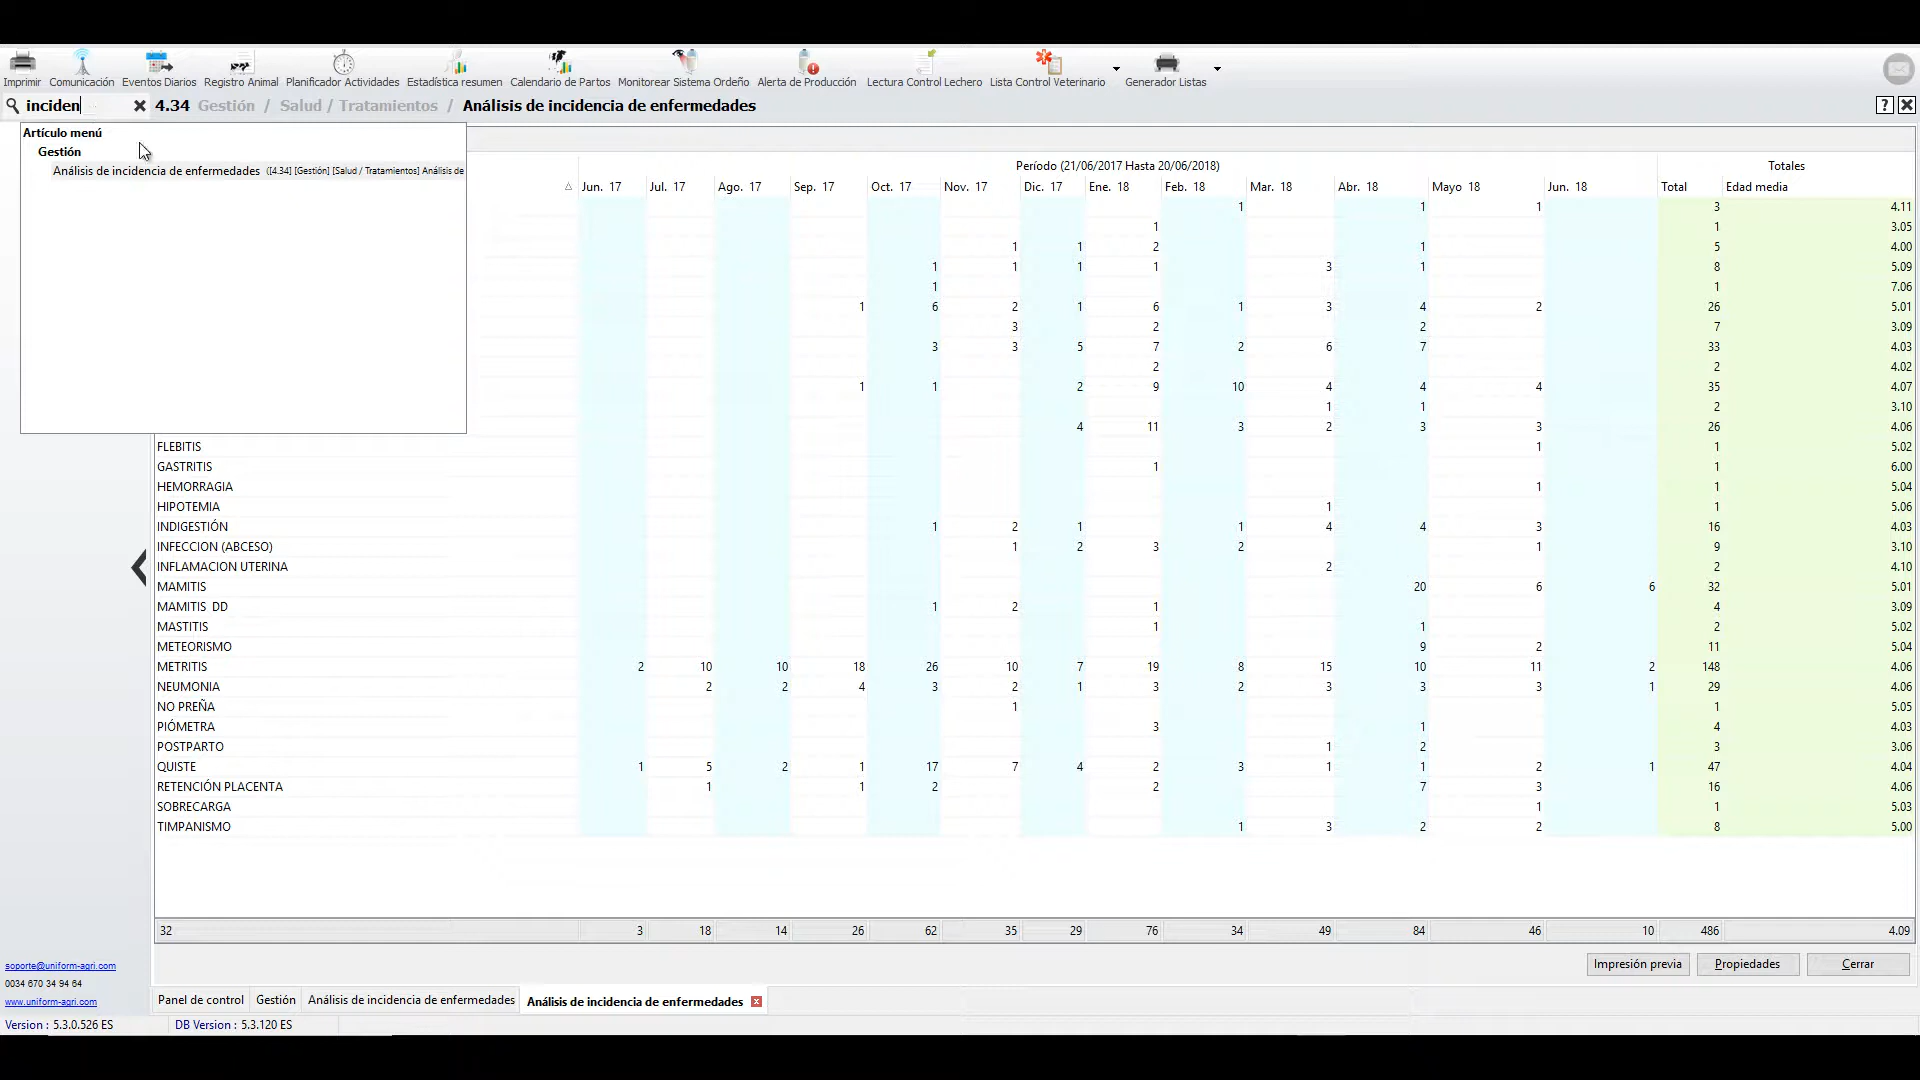 Imprimir Comunicación Eventos Diarios Registro Animal Planificador Actividades Estadística resumen Calendario de Partos Monitorear Sistema Ordeño Alerta de Producción Lectura Control Lechero Lista Control Veterinario Generador Listas
inciden 4.34 Gestión / Salud / Tratamientos / Análisis de incidencia de enfermedades
Artículo menú
Gestión
Análisis de incidencia de enfermedades ([4.34] [Gestión] [Salud / Tratamientos] Análisis de
Período (21/06/2017 Hasta 20/06/2018) Totales
Jun. 17 Jul. 17 Ago. 17 Sep. 17 Oct. 17 Nov. 17 Dic. 17 Ene. 18 Feb. 18 Mar. 18 Abr. 18 Mayo 18 Jun. 18 Total Edad media
1 1 1 3 4.11
1 1 3.05
1 1 2 1 5 4.00
1 1 1 1 3 1 8 5.09
1 1 7.06
1 6 2 1 6 1 3 4 2 26 5.01
3 2 2 7 3.09
3 3 5 7 2 6 7 33 4.03
2 2 4.02
1 1 2 9 10 4 4 4 35 4.07
1 1 2 3.10
4 11 3 2 3 3 26 4.06
FLEBITIS 1 1 5.02
GASTRITIS 1 1 6.00
HEMORRAGIA 1 1 5.04
HIPOTEMIA 1 1 5.06
INDIGESTIÓN 1 2 1 1 4 4 3 16 4.03
INFECCION (ABCESO) 1 2 3 2 1 9 3.10
INFLAMACION UTERINA 2 2 4.10
MAMITIS 20 6 6 32 5.01
MAMITIS DD 1 2 1 4 3.09
MASTITIS 1 1 2 5.02
METEORISMO 9 2 11 5.04
METRITIS 2 10 10 18 26 10 7 19 8 15 10 11 2 148 4.06
NEUMONIA 2 2 4 3 2 1 3 2 3 3 3 1 29 4.06
NO PREÑA 1 1 5.05
PIÓMETRA 3 1 4 4.03
POSTPARTO 1 2 3 3.06
QUISTE 1 5 2 1 17 7 4 2 3 1 1 2 1 47 4.04
RETENCIÓN PLACENTA 1 1 2 2 7 3 16 4.06
SOBRECARGA 1 1 5.03
TIMPANISMO 1 3 2 2 8 5.00
32 3 18 14 26 62 35 29 76 34 49 84 46 10 486 4.09
Impresión previa Propiedades Cerrar
soporte@uniform-agri.com
0034 670 34 94 64
www.uniform-agri.com
Panel de control Gestión Análisis de incidencia de enfermedades Análisis de incidencia de enfermedades
Version : 5.3.0.526 ES DB Version : 5.3.120 ES